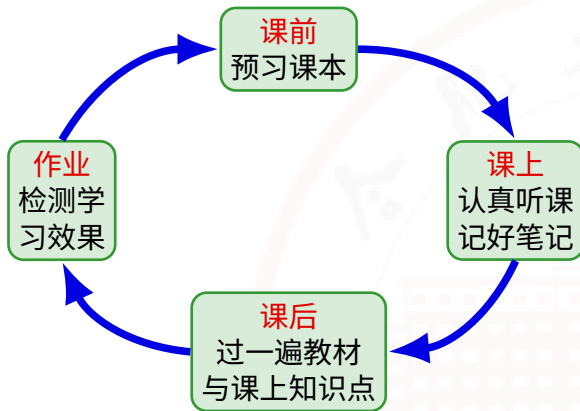 课前
预习课本
课上
认真听课
记好笔记
课后
过一遍教材
与课上知识点
作业
检测学
习效果